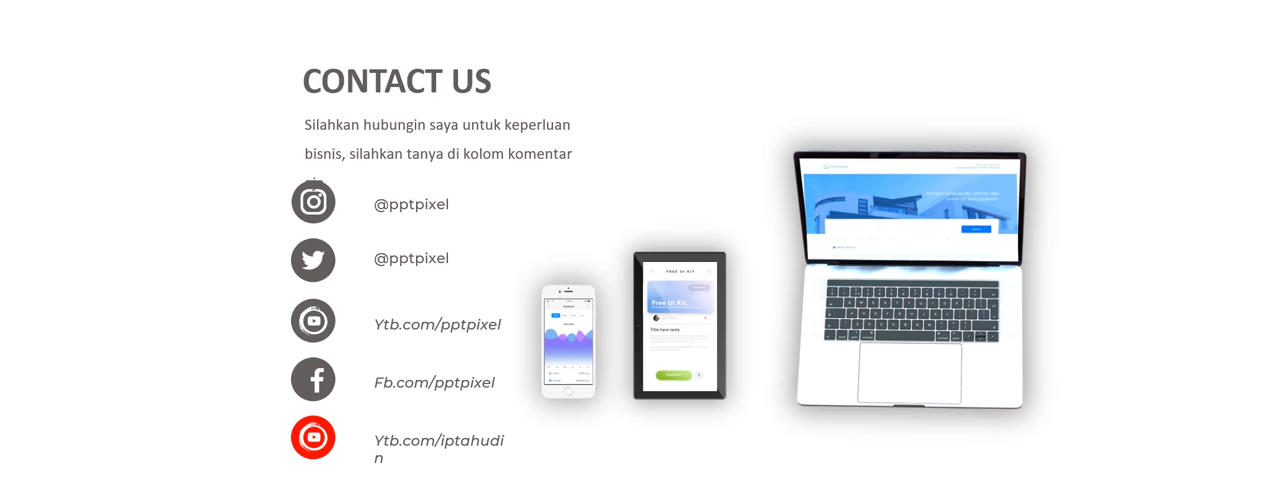 CONTACT US
Silahkan hubungin saya untuk keperluan
bisnis, silahkan tanya di kolom komentar
@pptpixel
@pptpixel
Ytb.com/pptpixel
Fb.com/pptpixel
Ytb.com/iptahudi
n
FREE UI KIT
Free UI Kit.
Title here texts